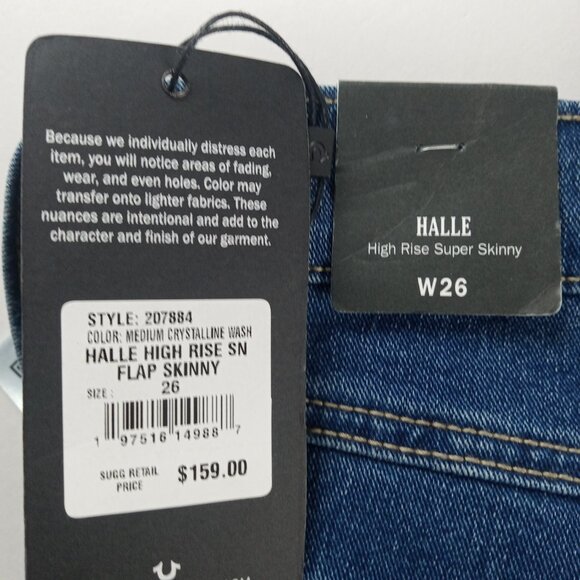 Because we individually distress each
item, you will notice areas of fading,
wear, and even holes. Color may
transfer onto lighter fabrics. These
nuances are intentional and add to the
character and finish of our garment.
STYLE: 207884
COLOR: MEDIUM CRYSTALLINE WASH
HALLE HIGH RISE SN
FLAP SKINNY
SIZE: 26
1 97516 14988 7
SUGG RETAIL
PRICE $159.00
HALLE
High Rise Super Skinny
W26